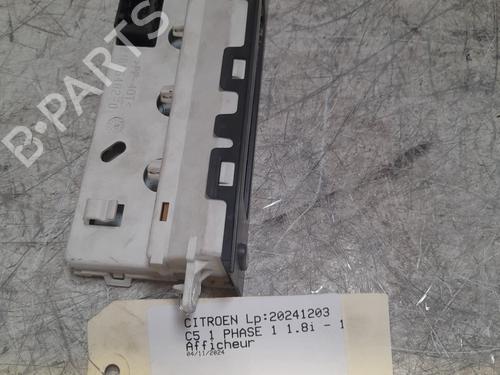 B-PARTS
CITROEN Lp:20241203
C5 1 PHASE 1 1.8i - 1
Afficheur
04/11/2024